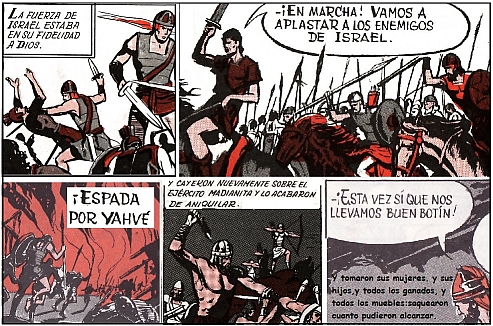 LA FUERZA DE
ISRAEL ESTABA
EN SU FIDELIDAD
A DIOS.
-¡EN MARCHA! VAMOS A
APLASTAR A LOS ENEMIGOS
DE ISRAEL.
¡ESPADA
POR YAHVÉ
Y CAYERON NUEVAMENTE SOBRE EL
EJÉRCITO MADIANITA Y LO ACABARON
DE ANIQUILAR.
-¡ESTA VEZ SÍ QUE NOS
LLEVAMOS BUEN BOTÍN!
Y tomaron sus mujeres, y sus
hijos,y todos los ganados, y
todos los muebles:saquearon
cuanto pudieron alcanzar.